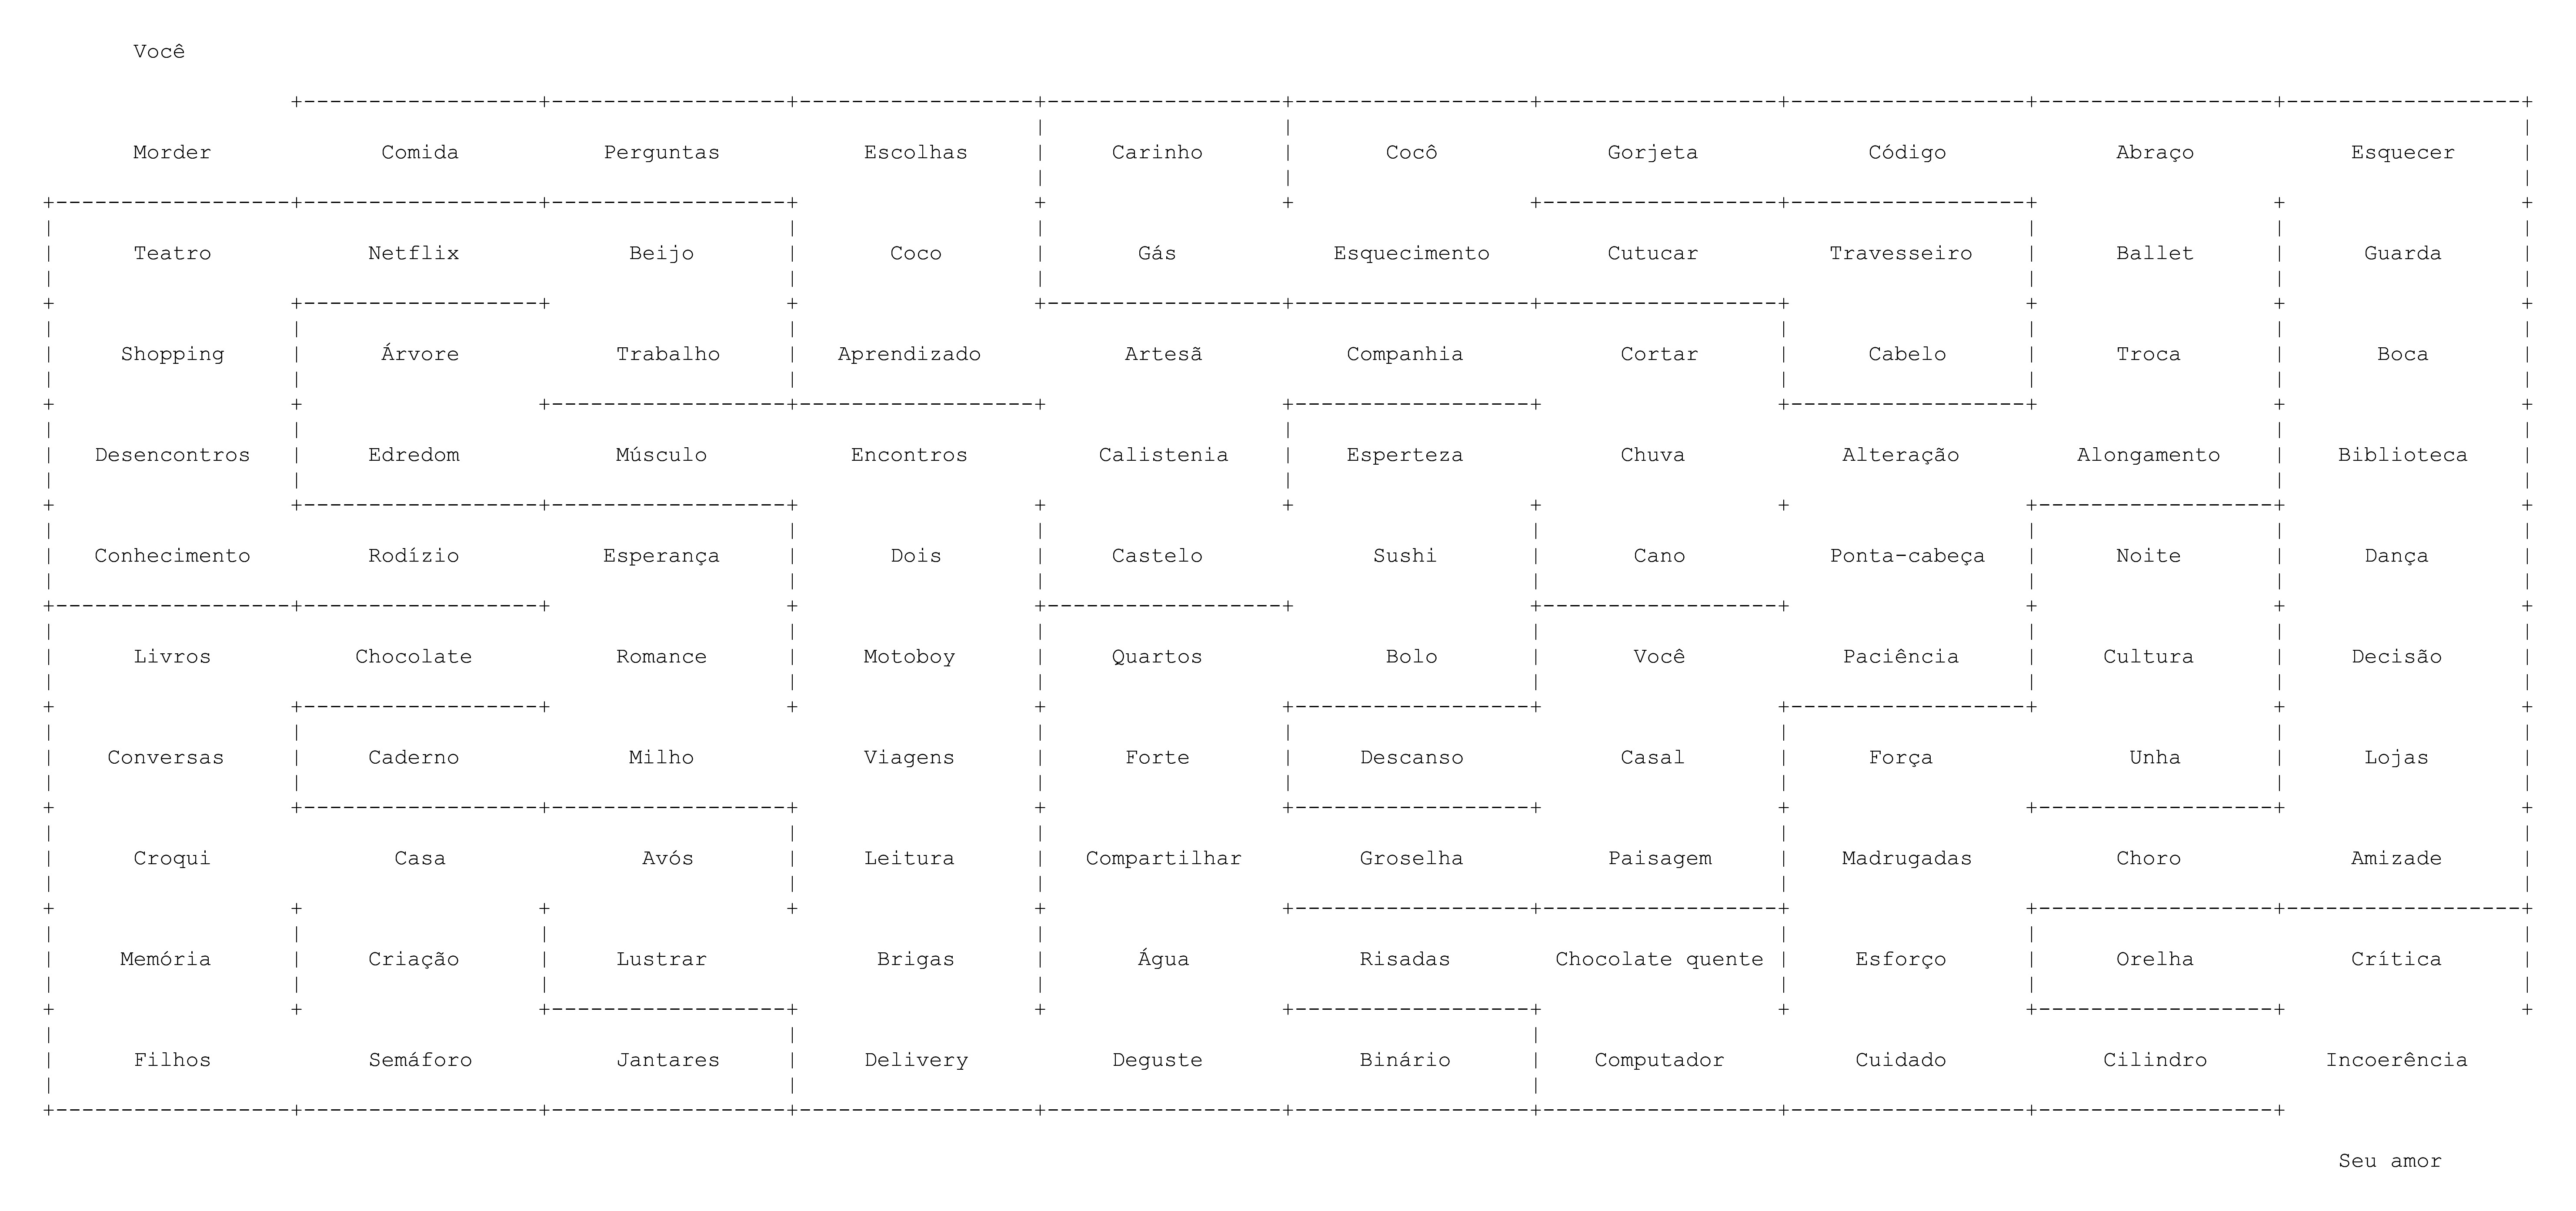 Você
Morder Comida Perguntas Escolhas Carinho Cocô Gorjeta Código Abraço Esquecer
Teatro Netflix Beijo Coco Gás Esquecimento Cutucar Travesseiro Ballet Guarda
Shopping Árvore Trabalho Aprendizado Artesã Companhia Cortar Cabelo Troca Boca
Desencontros Edredom Músculo Encontros Calistenia Esperteza Chuva Alteração Alongamento Biblioteca
Conhecimento Rodízio Esperança Dois Castelo Sushi Cano Ponta-cabeça Noite Dança
Livros Chocolate Romance Motoboy Quartos Bolo Você Paciência Cultura Decisão
Conversas Caderno Milho Viagens Forte Descanso Casal Força Unha Lojas
Croqui Casa Avós Leitura Compartilhar Groselha Paisagem Madrugadas Choro Amizade
Memória Criação Lustrar Brigas Água Risadas Chocolate quente Esforço Orelha Crítica
Filhos Semáforo Jantares Delivery Deguste Binário Computador Cuidado Cilindro Incoerência
Seu amor